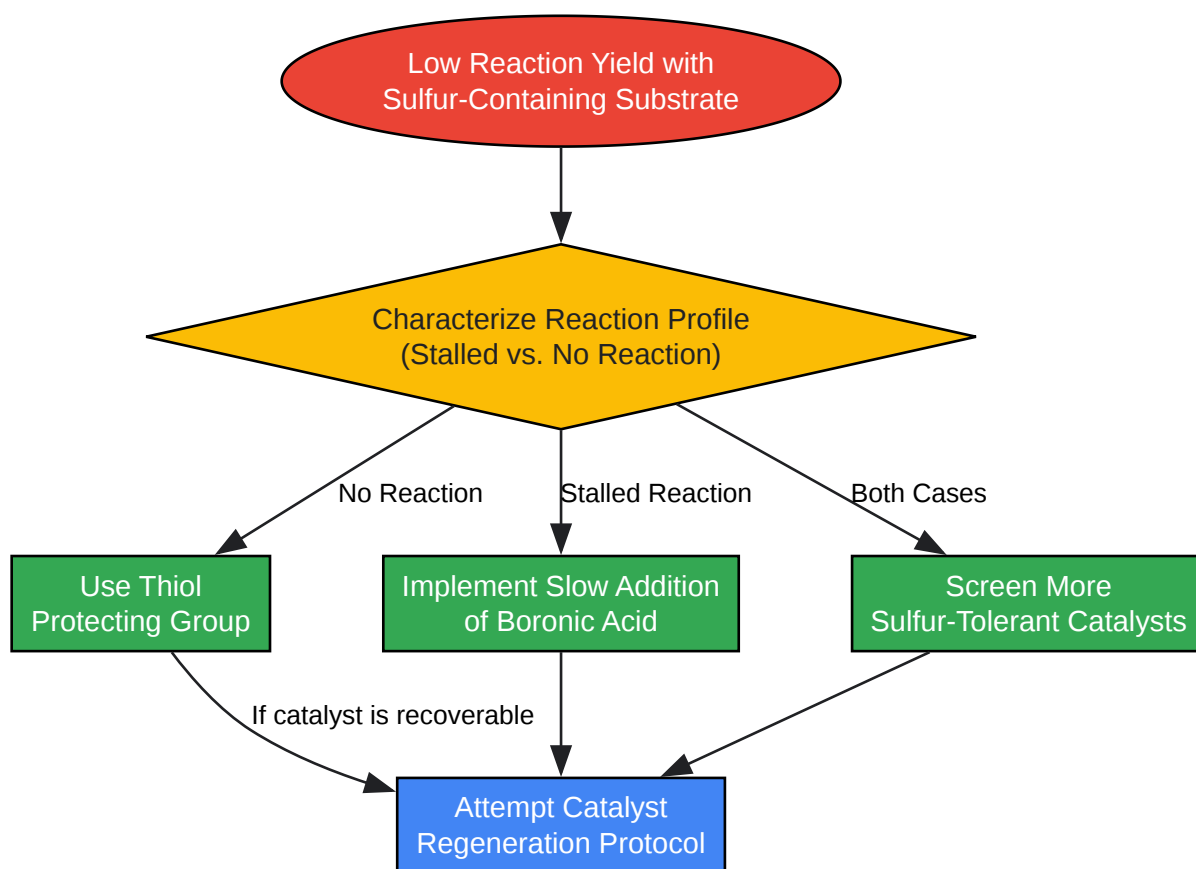 Low Reaction Yield with
Sulfur-Containing Substrate
Characterize Reaction Profile
(Stalled vs. No Reaction)
No Reaction
Stalled Reaction
Both Cases
Use Thiol
Protecting Group
Implement Slow Addition
of Boronic Acid
Screen More
Sulfur-Tolerant Catalysts
If catalyst is recoverable
Attempt Catalyst
Regeneration Protocol